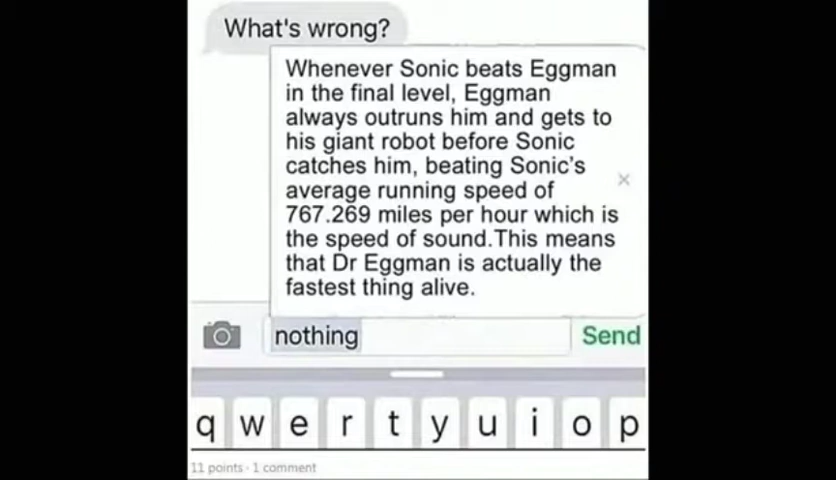 What's wrong?
Whenever Sonic beats Eggman
in the final level, Eggman
always outruns him and gets to
his giant robot before Sonic
catches him, beating Sonic's
average running speed of
767.269 miles per hour which is
the speed of sound.This means
that Dr Eggman is actually the
fastest thing alive.
×
nothing
Send
q w e r t y u i o p
11 points · 1 comment